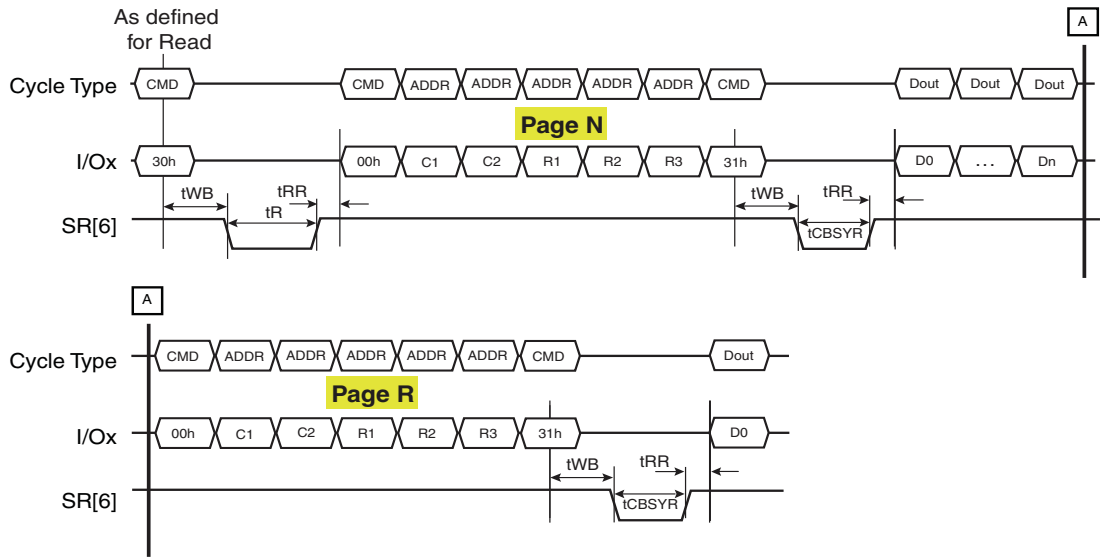 As defined
for Read
A
Cycle Type CMD CMD ADDR ADDR ADDR ADDR ADDR CMD Dout Dout Dout
Page N
I/Ox 30h 00h C1 C2 R1 R2 R3 31h D0 ... Dn
tWB tRR tWB tRR
tR
SR[6] tCBSYR
A
Cycle Type CMD ADDR ADDR ADDR ADDR ADDR CMD Dout
Page R
I/Ox 00h C1 C2 R1 R2 R3 31h D0
tWB tRR
SR[6] tCBSYR